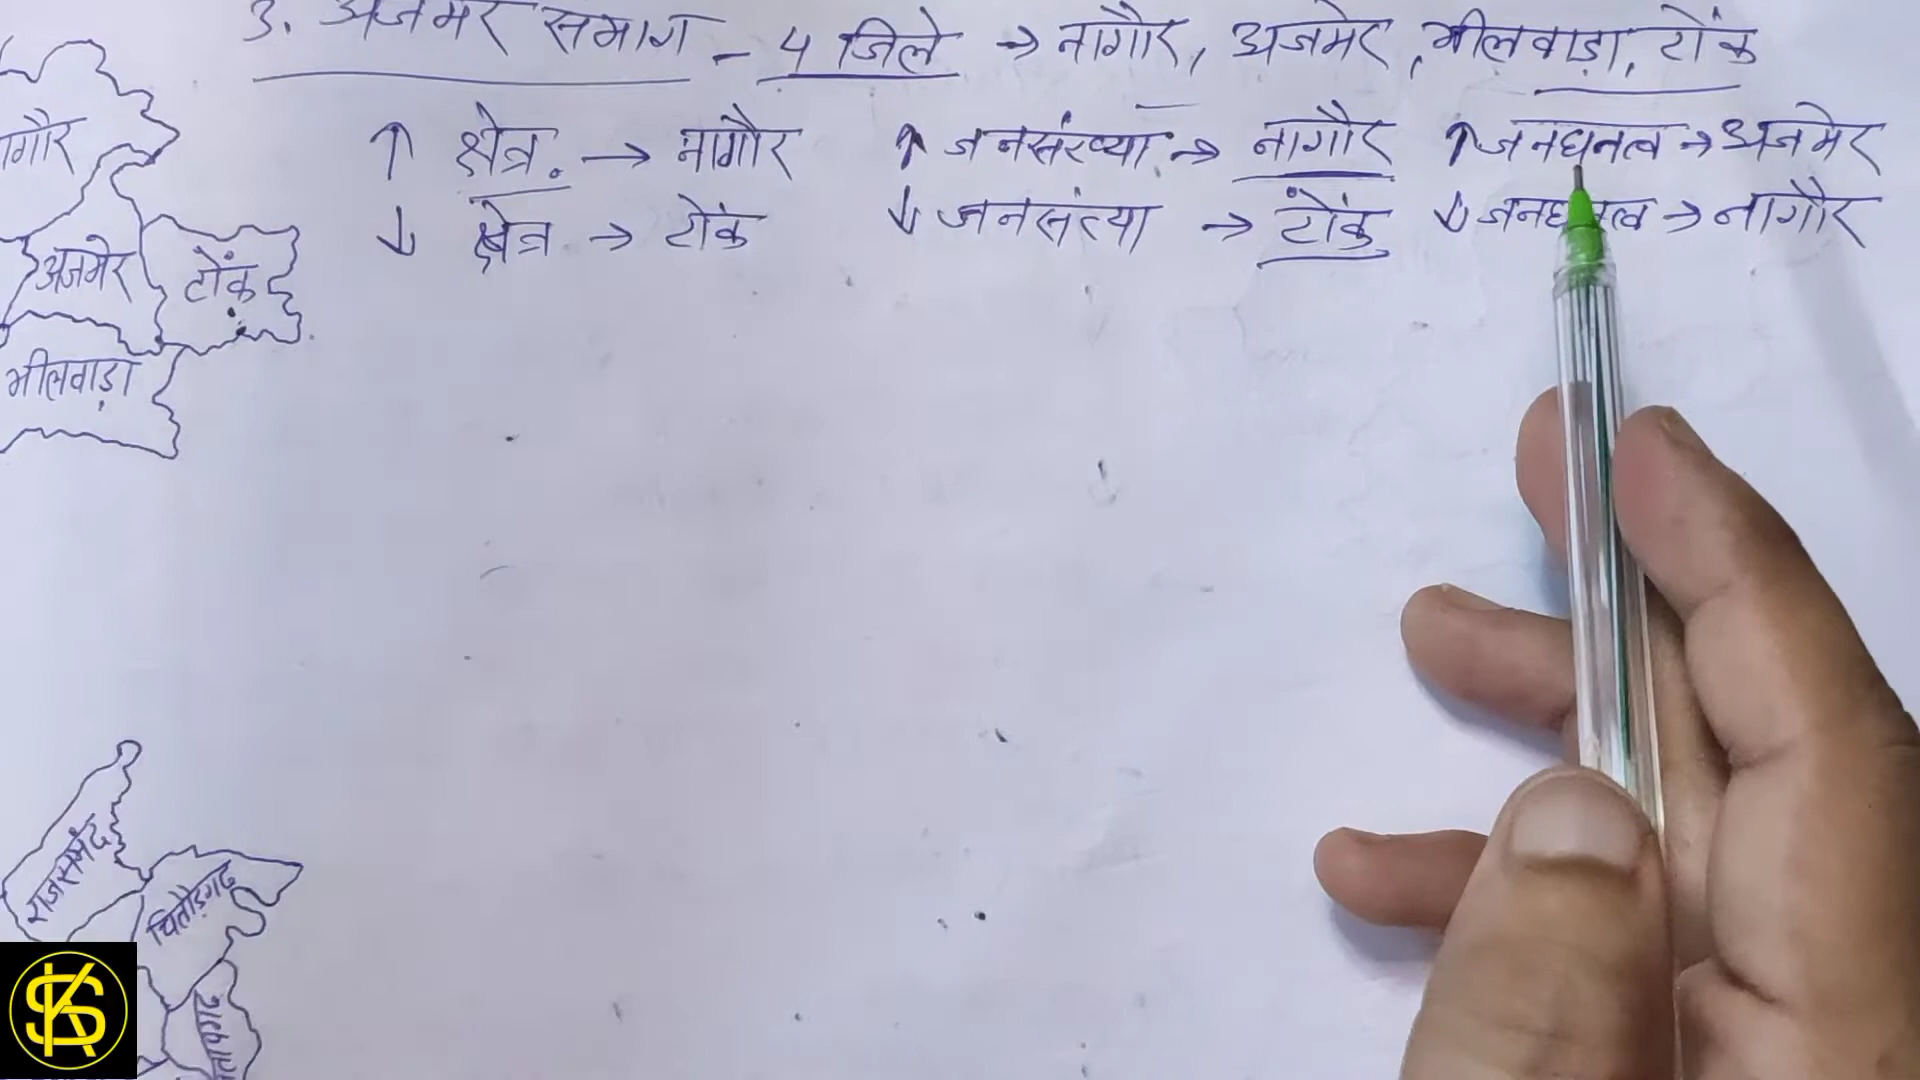 3. अजमेर संभाग - 4 जिले → नागौर, अजमेर, भीलवाड़ा, टोंक
↑ क्षेत्र. → नागौर ↑ जनसंख्या → नागौर ↑ जनघनत्व → अजमेर
↓ क्षेत्र → टोंक ↓ जनसंख्या → टोंक ↓ जनघनत्व → नागौर
अजमेर
टोंक
भीलवाड़ा
राजसमंद
चितौड़गढ